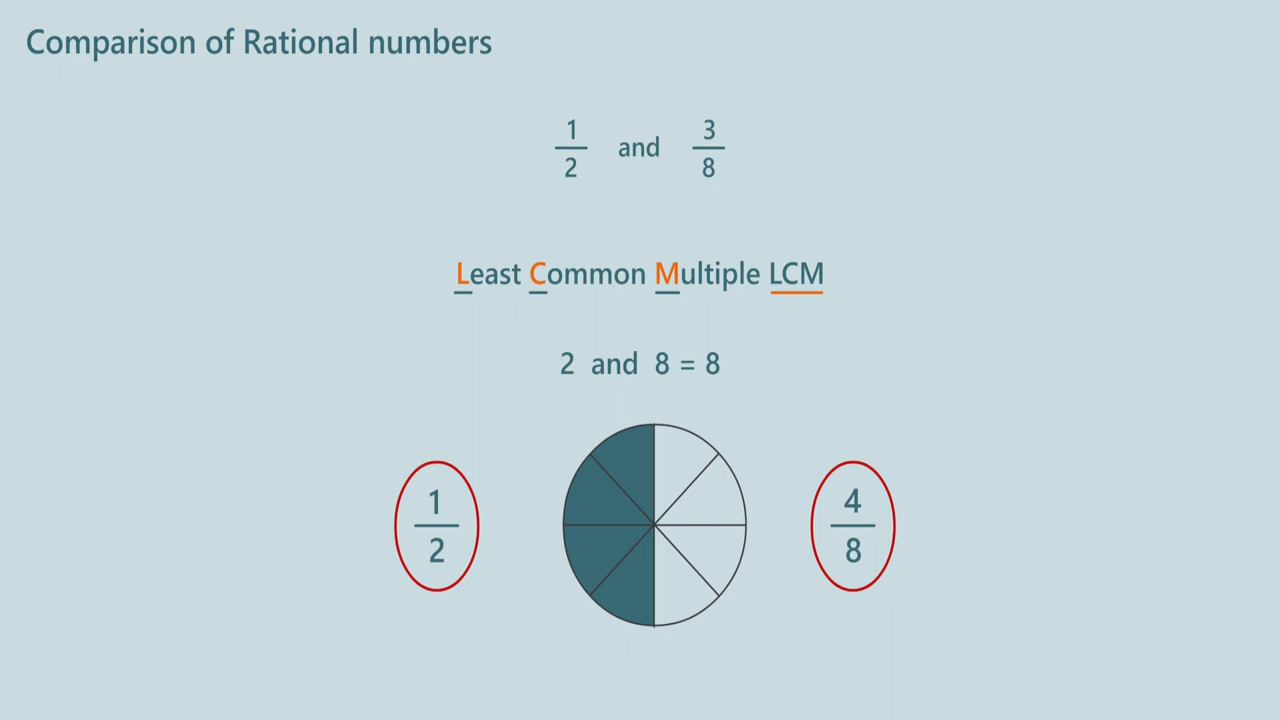 Comparison of Rational numbers
1/2 and 3/8
Least Common Multiple LCM
2 and 8 = 8
1/2
4/8